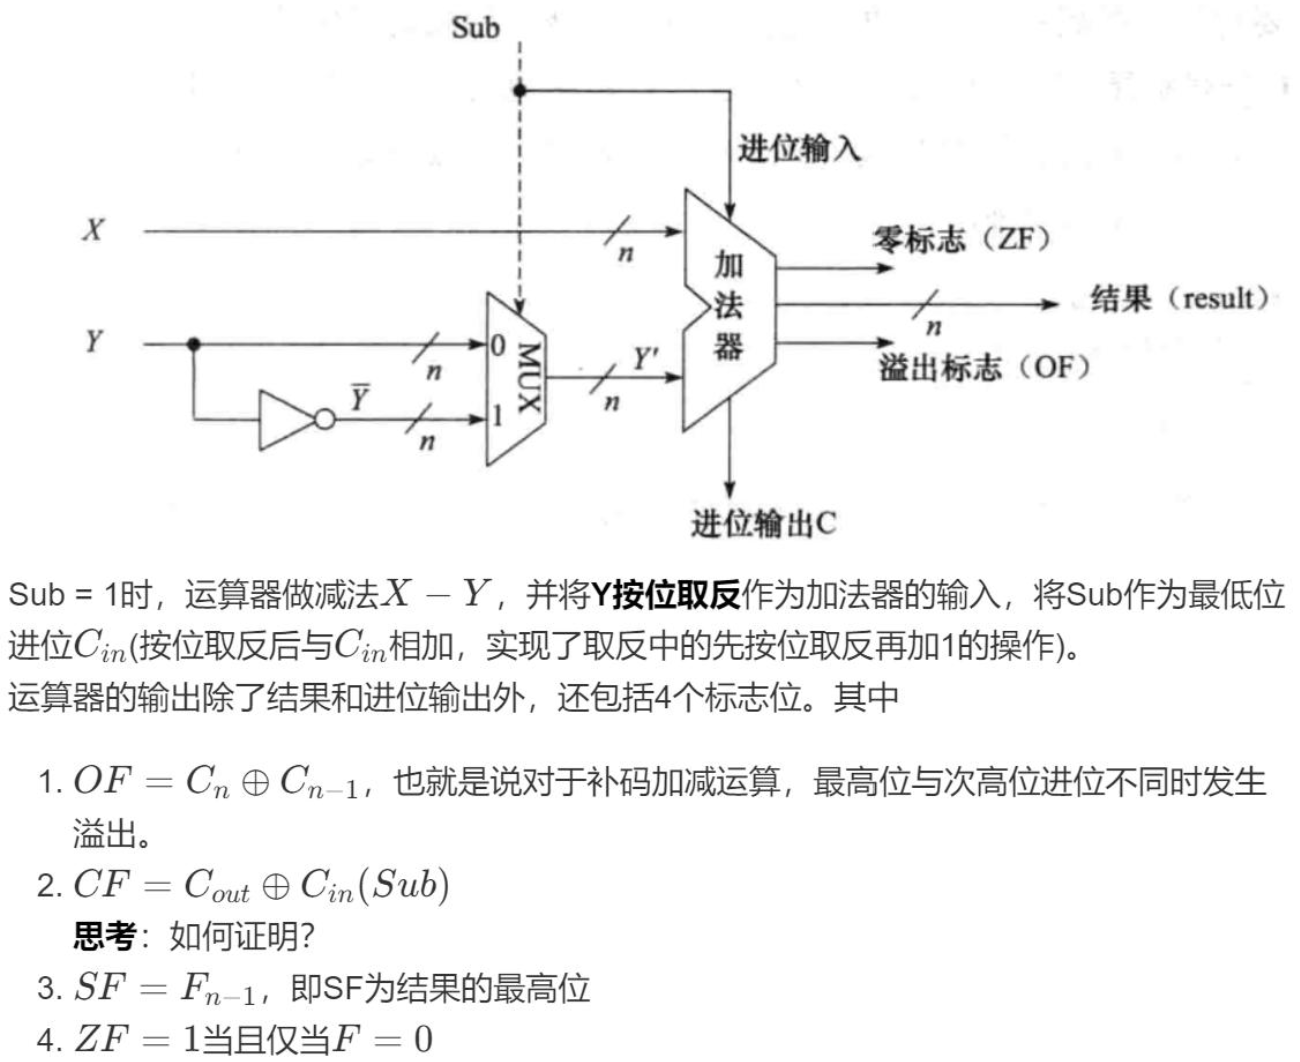 Sub
进位输入
X
n
零标志（ZF）
加法器
结果（result）
n
Y
n
0
MUX
Y'
n
溢出标志（OF）
Y̅
n
1
进位输出C
Sub = 1时，运算器做减法X − Y，并将Y按位取反作为加法器的输入，将Sub作为最低位
进位C_{in}(按位取反后与C_{in}相加，实现了取反中的先按位取反再加1的操作)。
运算器的输出除了结果和进位输出外，还包括4个标志位。其中
1. OF = C_n ⊕ C_{n−1}，也就是说对于补码加减运算，最高位与次高位进位不同时发生
溢出。
2. CF = C_{out} ⊕ C_{in}(Sub)
思考：如何证明？
3. SF = F_{n−1}，即SF为结果的最高位
4. ZF = 1当且仅当F = 0